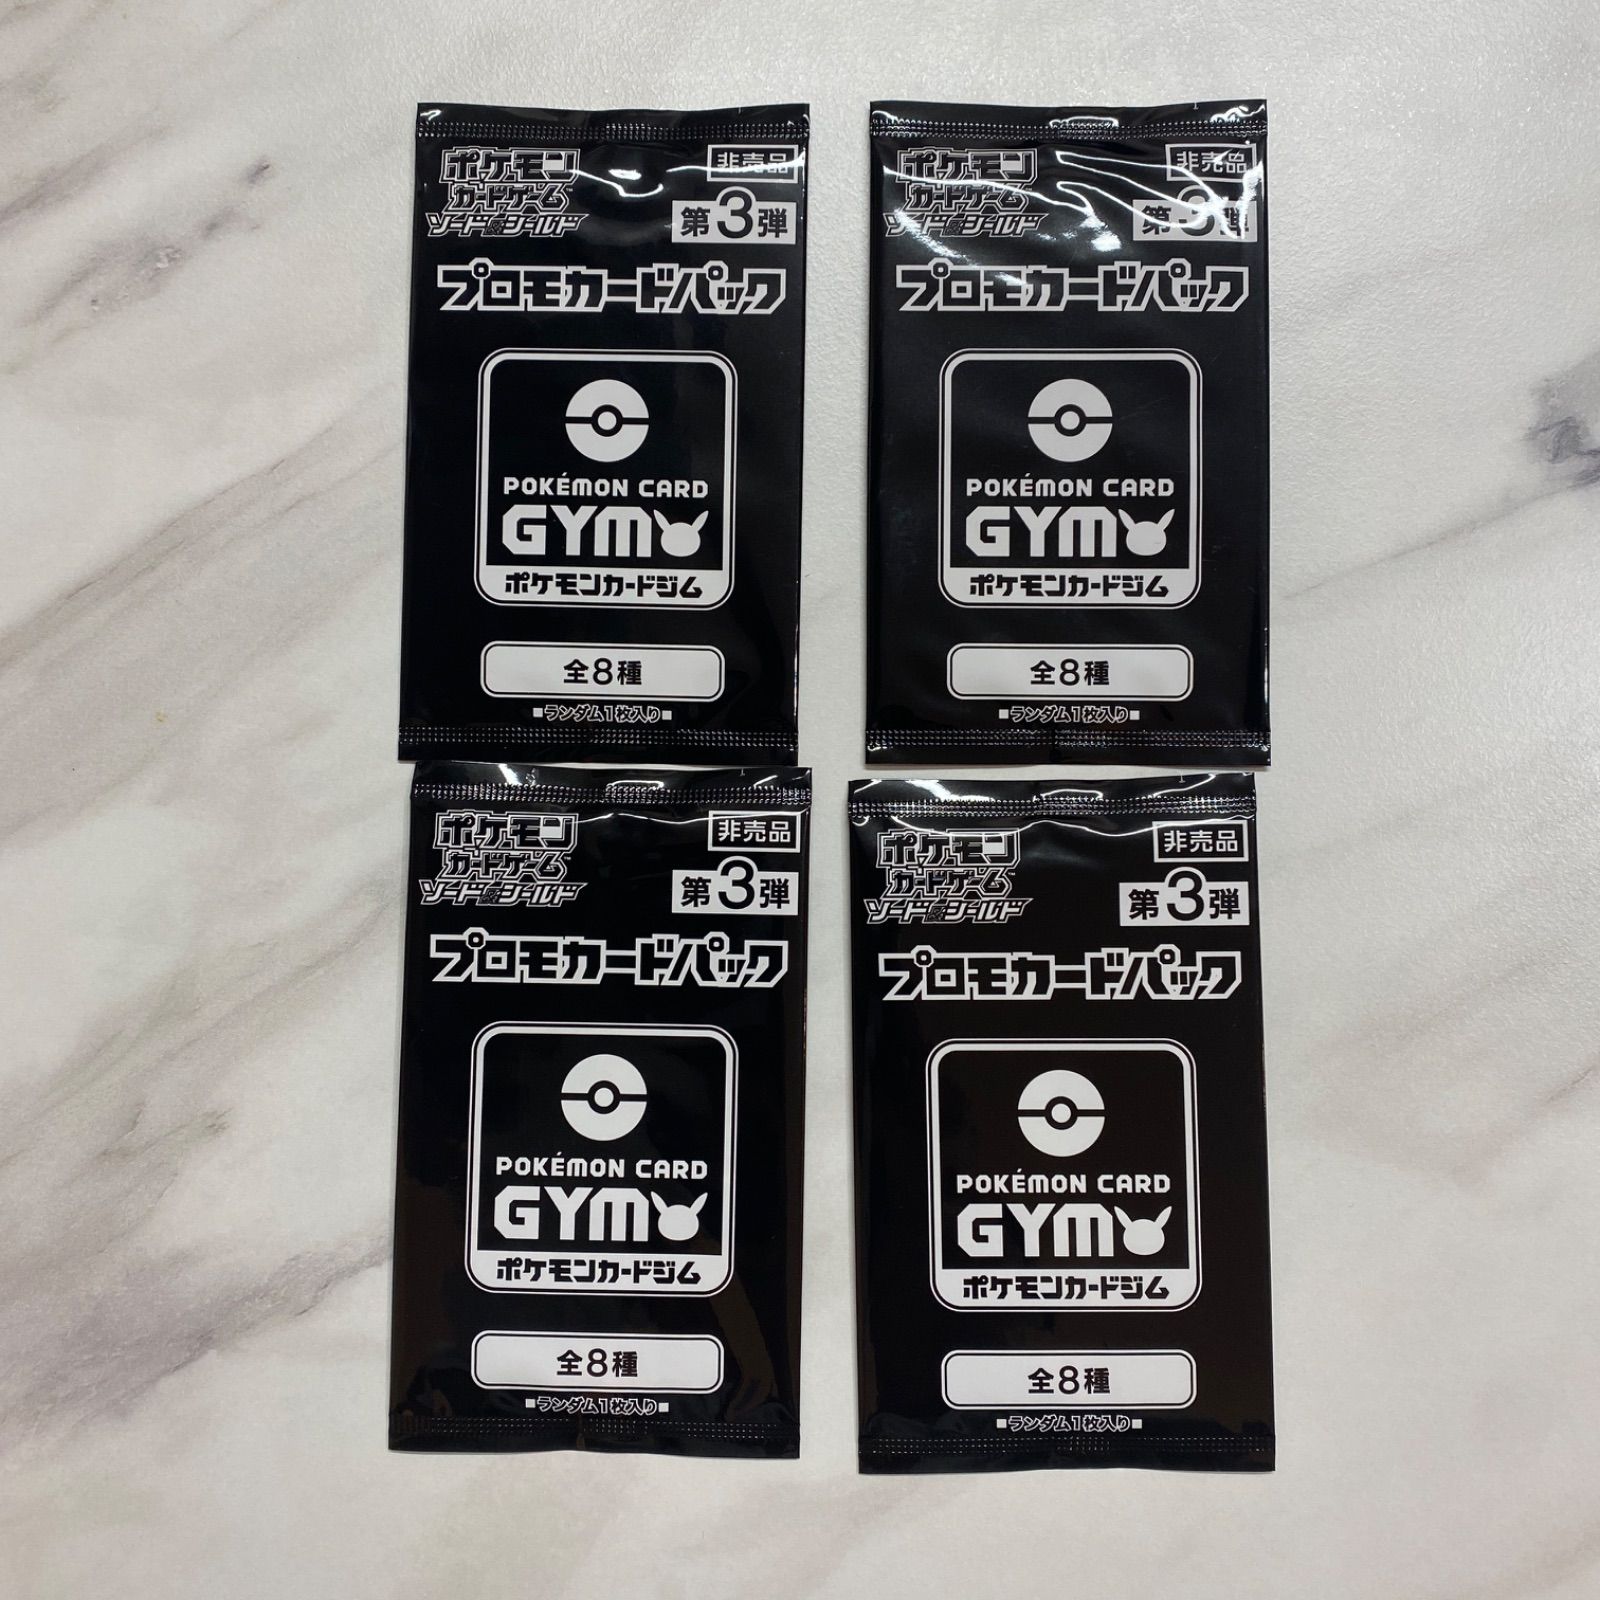 ポケモン
カードゲーム™
ソード&シールド
非売品
第3弾
プロモカードパック
POKÉMON CARD
GYM
ポケモンカードジム
全8種
■ランダム1枚入り■
ポケモン
カードゲーム™
ソード&シールド
非売品
第3弾
プロモカードパック
POKÉMON CARD
GYM
ポケモンカードジム
全8種
■ランダム1枚入り■
ポケモン
カードゲーム™
ソード&シールド
非売品
第3弾
プロモカードパック
POKÉMON CARD
GYM
ポケモンカードジム
全8種
■ランダム1枚入り■
ポケモン
カードゲーム™
ソード&シールド
非売品
第3弾
プロモカードパック
POKÉMON CARD
GYM
ポケモンカードジム
全8種
■ランダム1枚入り■